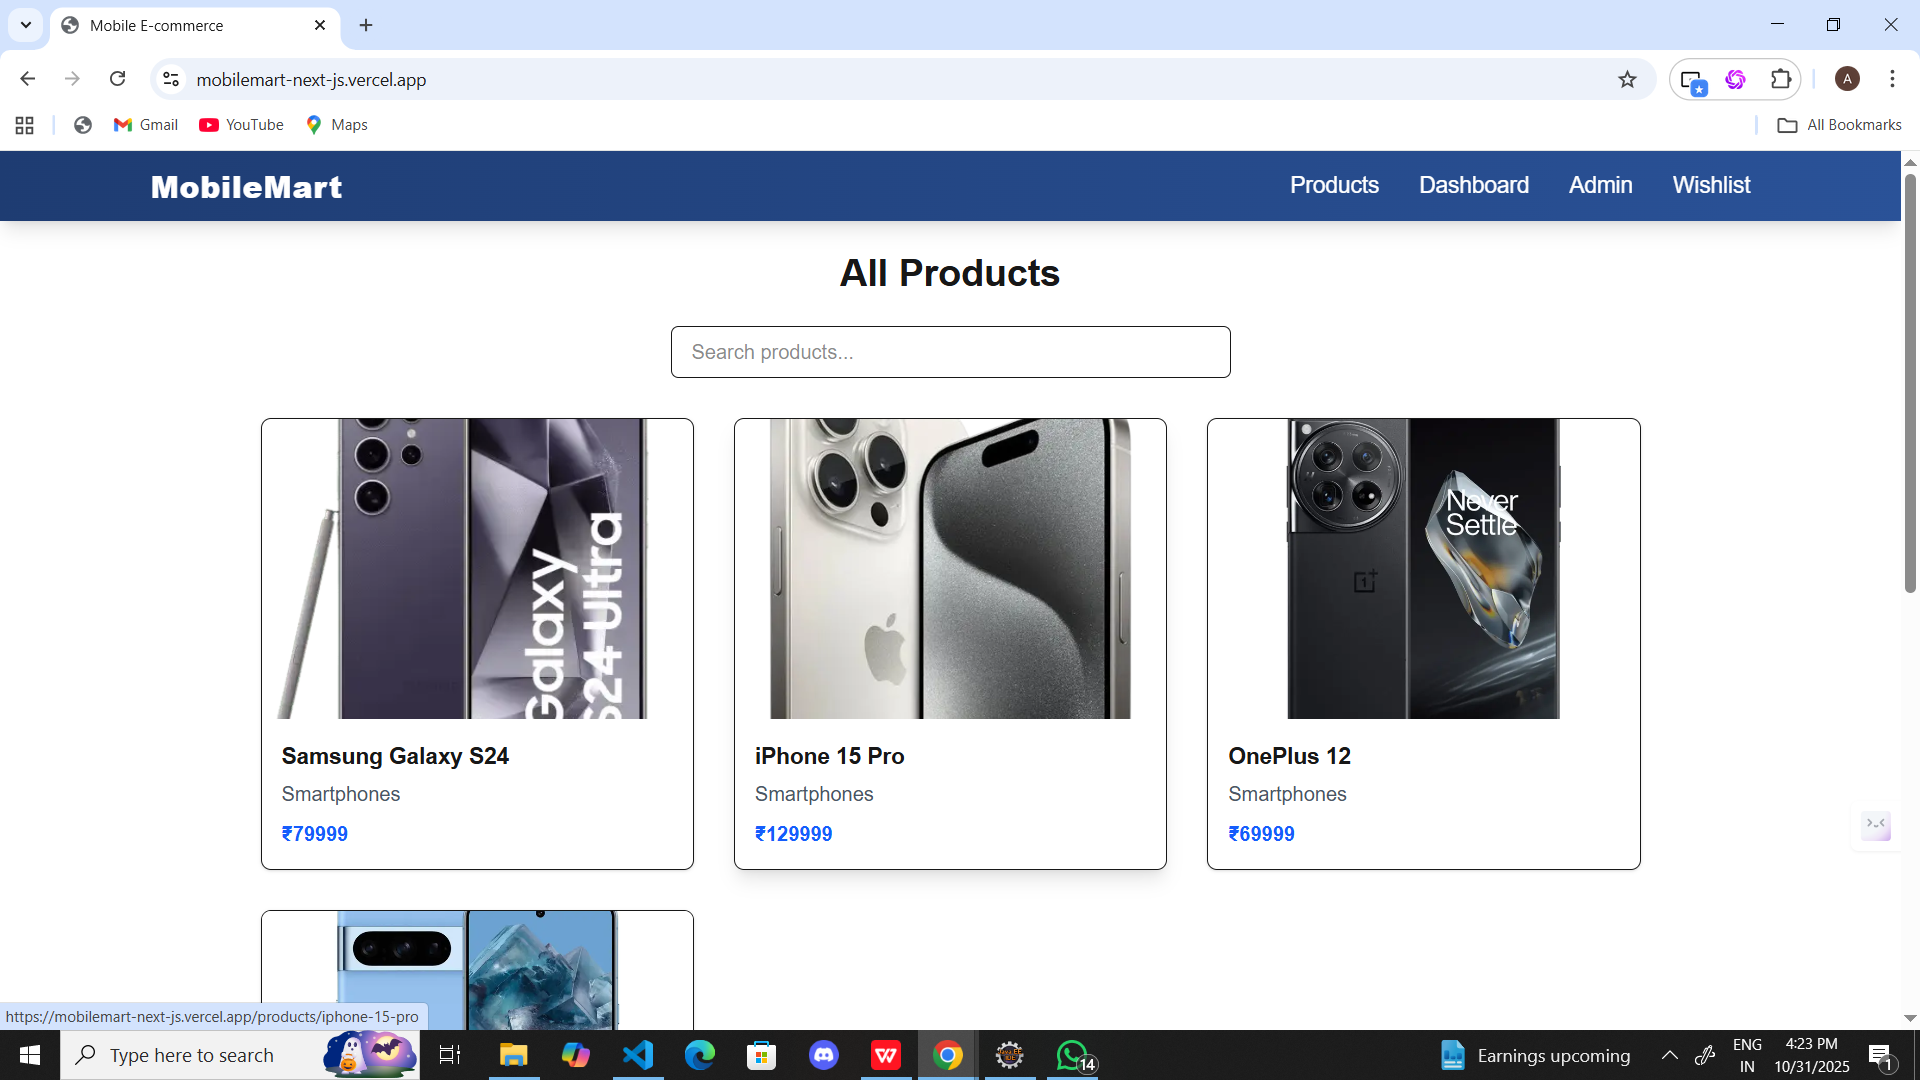 Mobile E-commerce
mobilemart-next-js.vercel.app
A
Gmail
YouTube
Maps
All Bookmarks
MobileMart
Products
Dashboard
Admin
Wishlist
All Products
Search products...
Galaxy
S24 Ultra
Never
Settle
Samsung Galaxy S24
Smartphones
₹79999
iPhone 15 Pro
Smartphones
₹129999
OnePlus 12
Smartphones
₹69999
https://mobilemart-next-js.vercel.app/products/iphone-15-pro
Type here to search
14
Earnings upcoming
ENG
IN
4:23 PM
10/31/2025
1